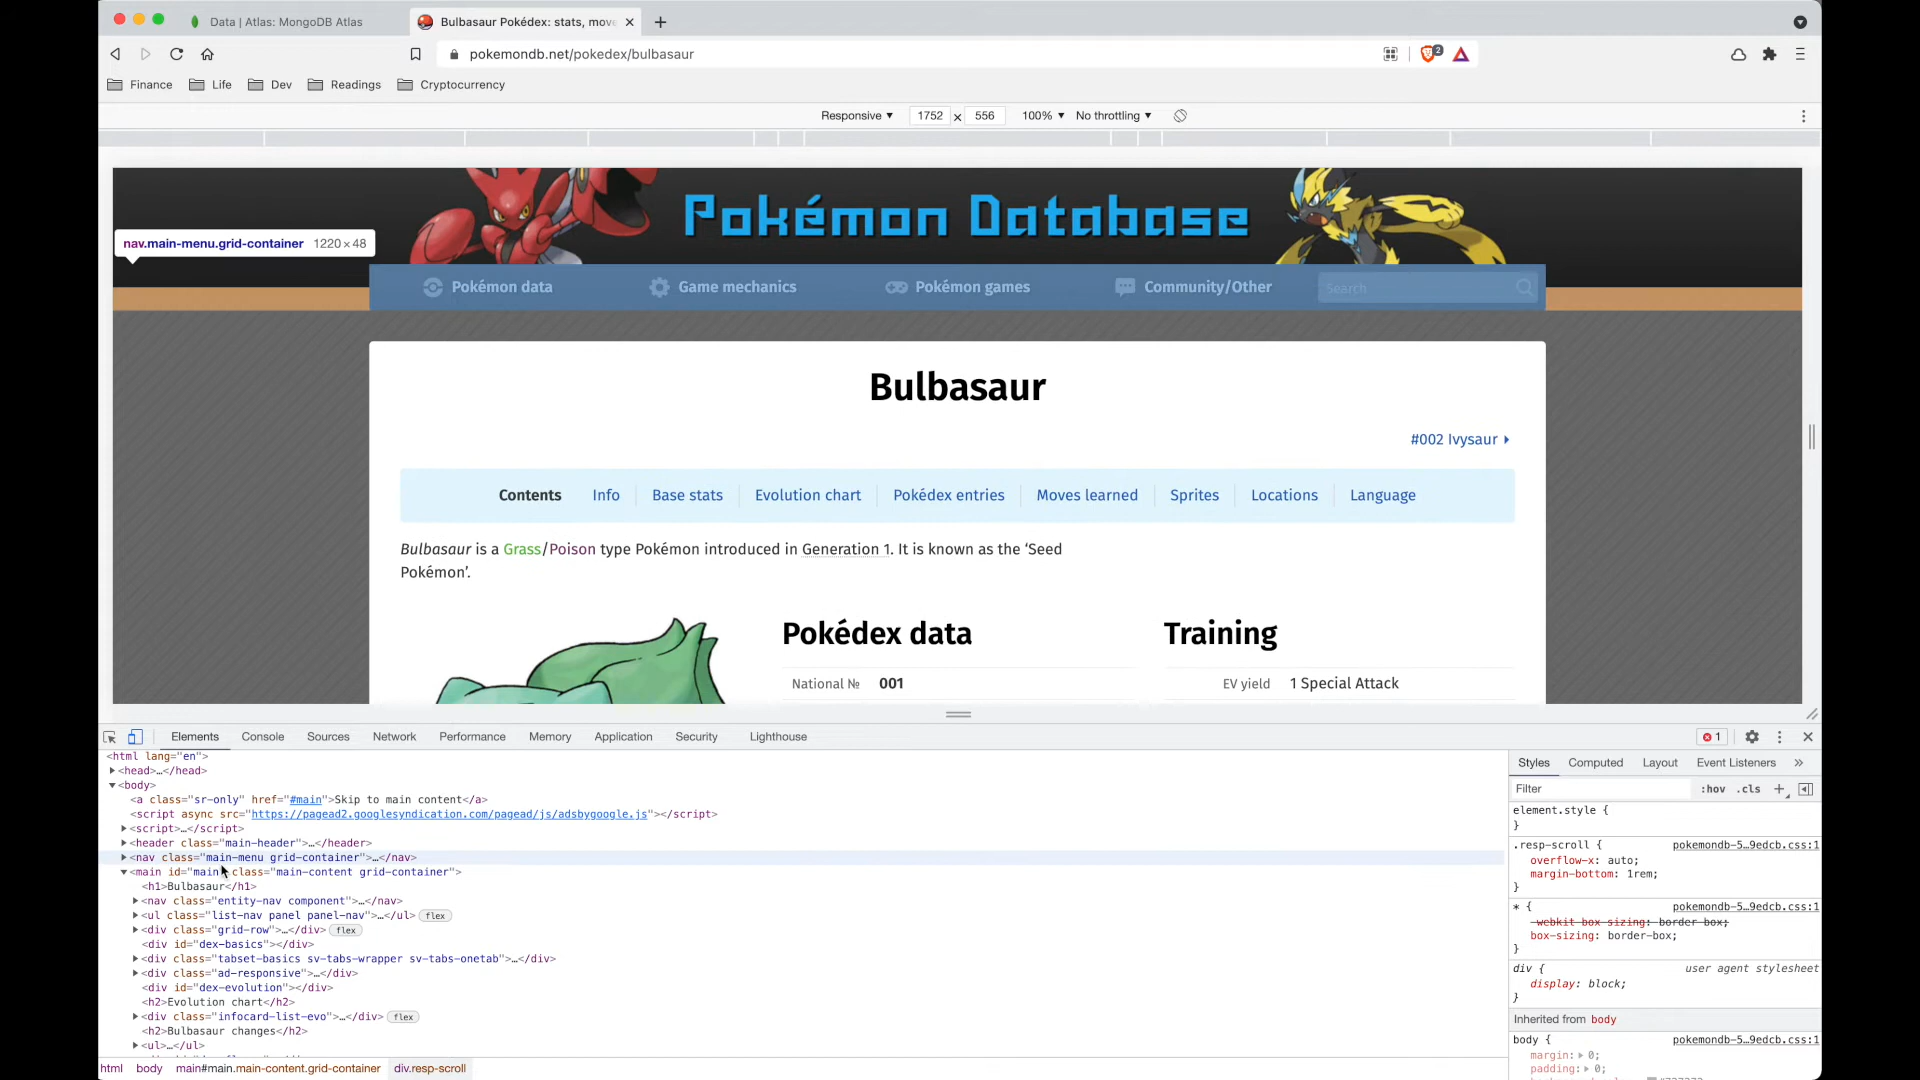 Data | Atlas: MongoDB Atlas
Bulbasaur Pokédex: stats, move
pokemondb.net/pokedex/bulbasaur
2
Finance Life Dev Readings Cryptocurrency
Responsive 1752 × 556 100% No throttling
Pokémon Database
nav.main-menu.grid-container 1220 × 48
Pokémon data Game mechanics Pokémon games Community/Other Search
Bulbasaur
#002 Ivysaur
Contents Info Base stats Evolution chart Pokédex entries Moves learned Sprites Locations Language
Bulbasaur is a Grass/Poison type Pokémon introduced in Generation 1. It is known as the ‘Seed
Pokémon’.
Pokédex data Training
National № 001 EV yield 1 Special Attack
Elements Console Sources Network Performance Memory Application Security Lighthouse 1
<html lang="en">
<head>…</head>
<body>
<a class="sr-only" href="#main">Skip to main content</a>
<script async src="https://pagead2.googlesyndication.com/pagead/js/adsbygoogle.js"></script>
<script>…</script>
<header class="main-header">…</header>
<nav class="main-menu grid-container">…</nav>
<main id="main" class="main-content grid-container">
<h1>Bulbasaur</h1>
<nav class="entity-nav component">…</nav>
<ul class="list-nav panel panel-nav">…</ul> flex
<div class="grid-row">…</div> flex
<div id="dex-basics"></div>
<div class="tabset-basics sv-tabs-wrapper sv-tabs-onetab">…</div>
<div class="ad-responsive">…</div>
<div id="dex-evolution"></div>
<h2>Evolution chart</h2>
<div class="infocard-list-evo">…</div> flex
<h2>Bulbasaur changes</h2>
<ul>…</ul>
html body main#main.main-content.grid-container div.resp-scroll
Styles Computed Layout Event Listeners »
Filter :hov .cls +
element.style {
}
.resp-scroll { pokemondb-5…9edcb.css:1
overflow-x: auto;
margin-bottom: 1rem;
}
* { pokemondb-5…9edcb.css:1
-webkit-box-sizing: border-box;
box-sizing: border-box;
}
div { user agent stylesheet
display: block;
}
Inherited from body
body { pokemondb-5…9edcb.css:1
margin: 0;
padding: 0;